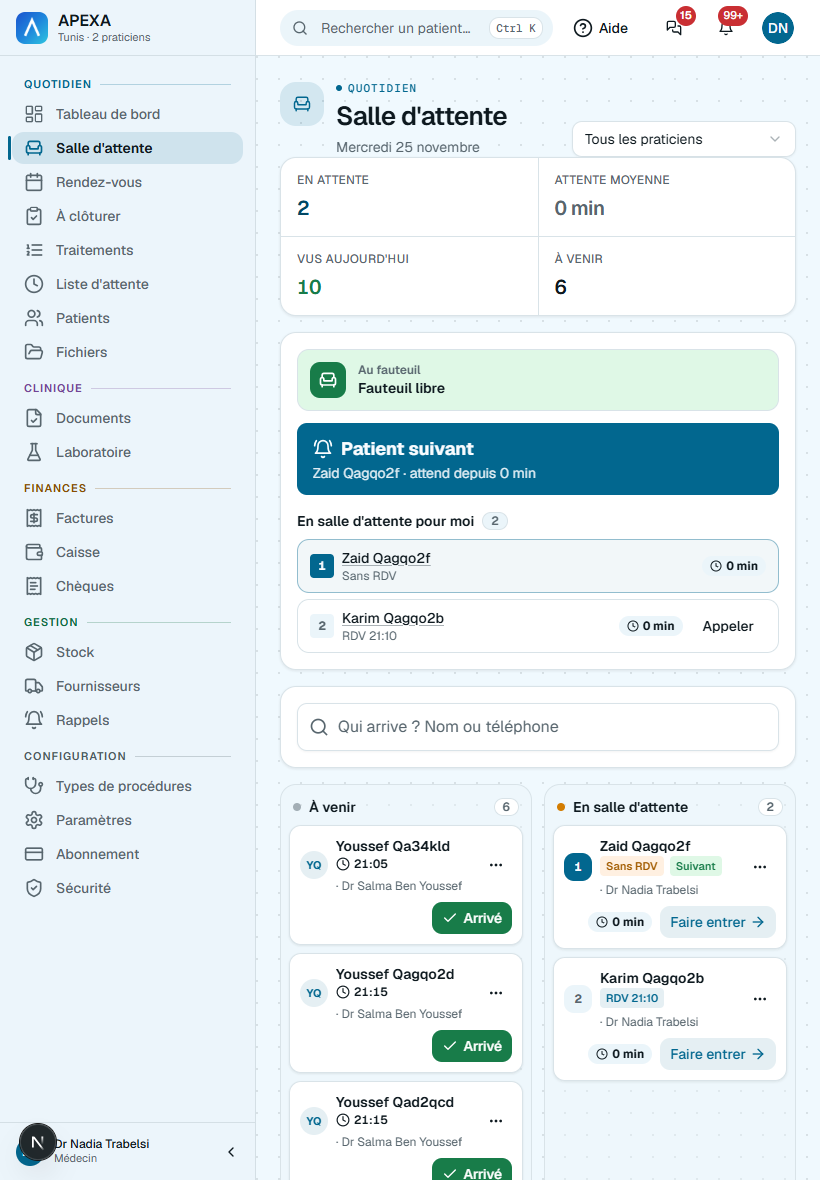 APEXA
Tunis · 2 praticiens
QUOTIDIEN
Tableau de bord
Salle d'attente
Rendez-vous
À clôturer
Traitements
Liste d'attente
Patients
Fichiers
CLINIQUE
Documents
Laboratoire
FINANCES
Factures
Caisse
Chèques
GESTION
Stock
Fournisseurs
Rappels
CONFIGURATION
Types de procédures
Paramètres
Abonnement
Sécurité
N
Dr Nadia Trabelsi
Médecin
Rechercher un patient… Ctrl K
Aide
15
99+
DN
QUOTIDIEN
Salle d'attente
Mercredi 25 novembre
Tous les praticiens
EN ATTENTE
2
ATTENTE MOYENNE
0 min
VUS AUJOURD'HUI
10
À VENIR
6
Au fauteuil
Fauteuil libre
Patient suivant
Zaid Qagqo2f · attend depuis 0 min
En salle d'attente pour moi 2
1 Zaid Qagqo2f 0 min
Sans RDV
2 Karim Qagqo2b 0 min Appeler
RDV 21:10
Qui arrive ? Nom ou téléphone
À venir 6
YQ
Youssef Qa34kld
21:05
· Dr Salma Ben Youssef
Arrivé
YQ
Youssef Qagqo2d
21:15
· Dr Salma Ben Youssef
Arrivé
YQ
Youssef Qad2qcd
21:15
· Dr Salma Ben Youssef
Arrivé
En salle d'attente 2
1
Zaid Qagqo2f
Sans RDV Suivant
· Dr Nadia Trabelsi
0 min Faire entrer
2
Karim Qagqo2b
RDV 21:10
· Dr Nadia Trabelsi
0 min Faire entrer